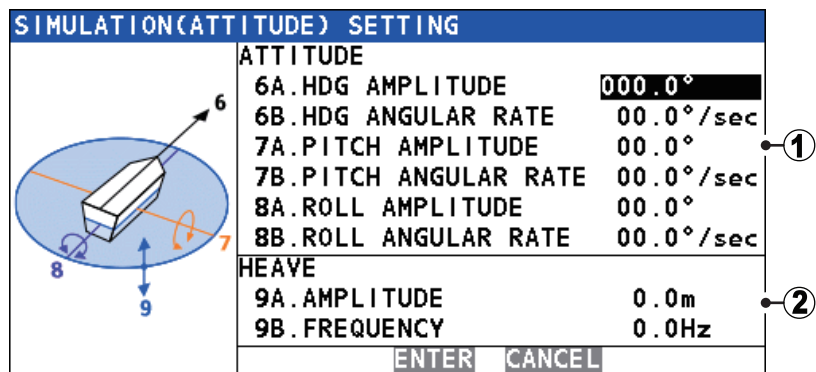 SIMULATION(ATTITUDE) SETTING
ATTITUDE
6A.HDG AMPLITUDE 000.0°
6B.HDG ANGULAR RATE 00.0°/sec
7A.PITCH AMPLITUDE 00.0°
7B.PITCH ANGULAR RATE 00.0°/sec
8A.ROLL AMPLITUDE 00.0°
8B.ROLL ANGULAR RATE 00.0°/sec
1
HEAVE
9A.AMPLITUDE 0.0m
9B.FREQUENCY 0.0Hz
2
ENTER CANCEL
6
7
8
9